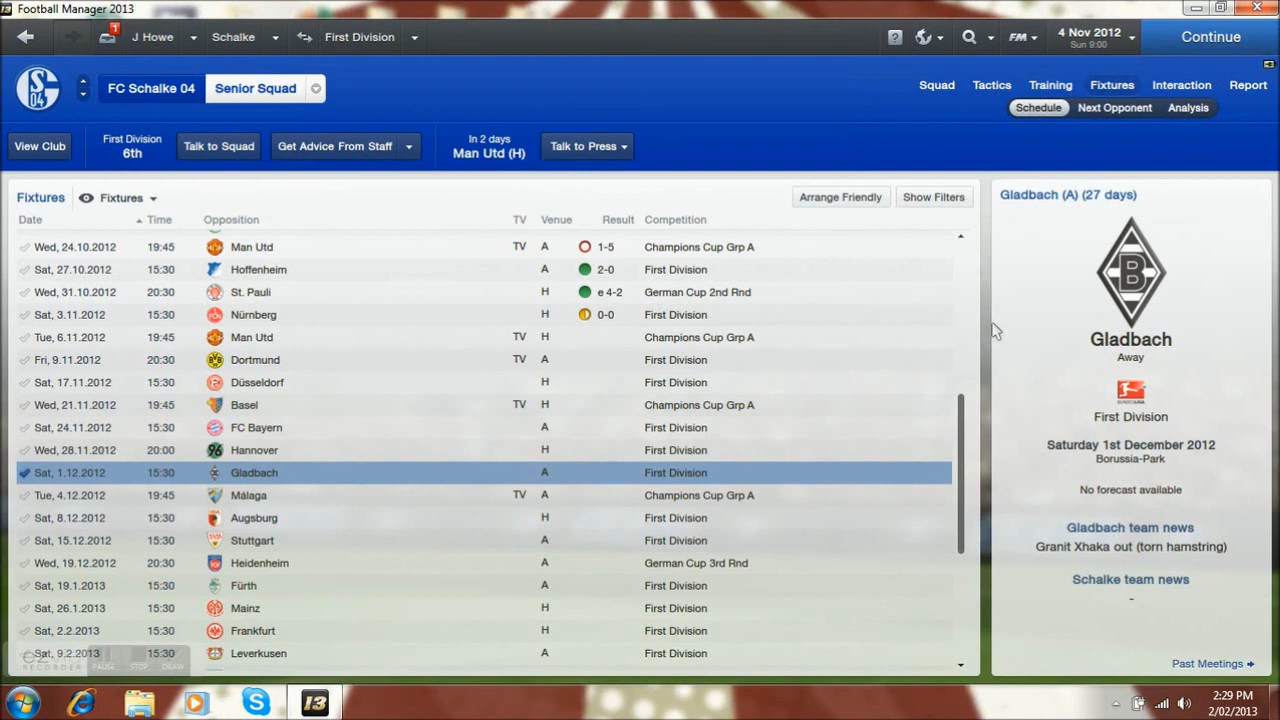 Football Manager 2013
1 J Howe Schalke First Division ? FM 4 Nov 2012 Sun 9:00 Continue
S 04 FC Schalke 04 Senior Squad Squad Tactics Training Fixtures Interaction Report
Schedule Next Opponent Analysis
View Club First Division 6th Talk to Squad Get Advice From Staff In 2 days Man Utd (H) Talk to Press
Fixtures Fixtures Arrange Friendly Show Filters
Date Time Opposition TV Venue Result Competition
Wed, 24.10.2012 19:45 Man Utd TV A 1-5 Champions Cup Grp A
Sat, 27.10.2012 15:30 Hoffenheim A 2-0 First Division
Wed, 31.10.2012 20:30 St. Pauli H e 4-2 German Cup 2nd Rnd
Sat, 3.11.2012 15:30 Nürnberg H 0-0 First Division
Tue, 6.11.2012 19:45 Man Utd TV H Champions Cup Grp A
Fri, 9.11.2012 20:30 Dortmund TV A First Division
Sat, 17.11.2012 15:30 Düsseldorf H First Division
Wed, 21.11.2012 19:45 Basel TV H Champions Cup Grp A
Sat, 24.11.2012 15:30 FC Bayern A First Division
Wed, 28.11.2012 20:00 96 Hannover H First Division
Sat, 1.12.2012 15:30 Gladbach A First Division
Tue, 4.12.2012 19:45 Málaga TV A Champions Cup Grp A
Sat, 8.12.2012 15:30 Augsburg H First Division
Sat, 15.12.2012 15:30 Stuttgart A First Division
Wed, 19.12.2012 20:30 Heidenheim A German Cup 3rd Rnd
Sat, 19.1.2013 15:30 Fürth A First Division
Sat, 26.1.2013 15:30 Mainz H First Division
Sat, 2.2.2013 15:30 Frankfurt H First Division
Sat, 9.2.2013 15:30 Leverkusen A First Division
RECORDER PAUSE STOP DRAW
Gladbach (A) (27 days)
B
Gladbach
Away
BUNDESLIGA
First Division
Saturday 1st December 2012
Borussia-Park
No forecast available
Gladbach team news
Granit Xhaka out (torn hamstring)
Schalke team news
-
Past Meetings
13
2:29 PM
2/02/2013